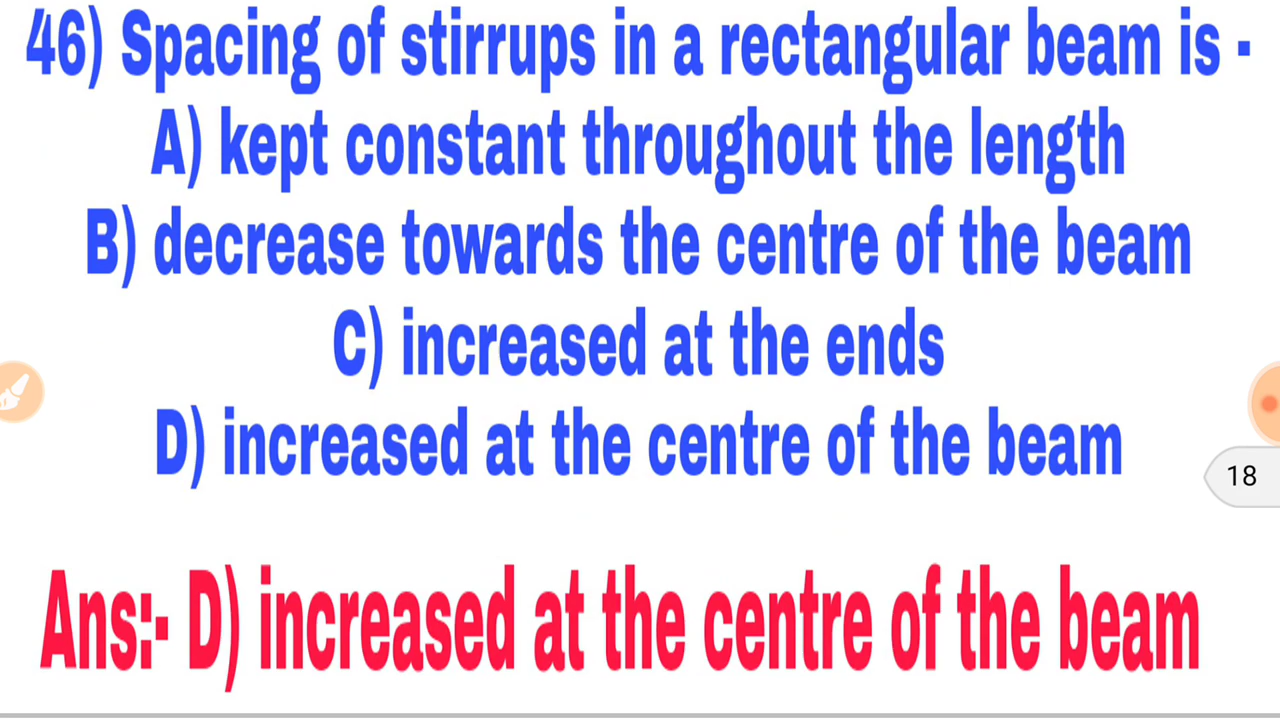 46) Spacing of stirrups in a rectangular beam is -
A) kept constant throughout the length
B) decrease towards the centre of the beam
C) increased at the ends
D) increased at the centre of the beam
18
Ans:- D) increased at the centre of the beam